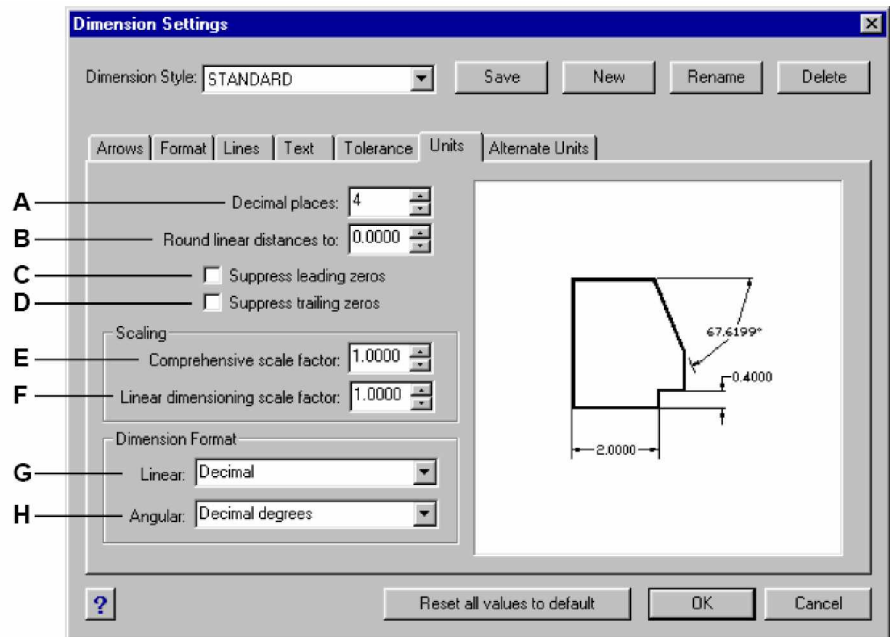 Dimension Settings
Dimension Style: STANDARD Save New Rename Delete
Arrows Format Lines Text Tolerance Units Alternate Units
A Decimal places: 4
B Round linear distances to: 0.0000
C Suppress leading zeros
D Suppress trailing zeros
Scaling
E Comprehensive scale factor: 1.0000
F Linear dimensioning scale factor: 1.0000
Dimension Format
G Linear: Decimal
H Angular: Decimal degrees
67.6199°
0.4000
2.0000
? Reset all values to default OK Cancel